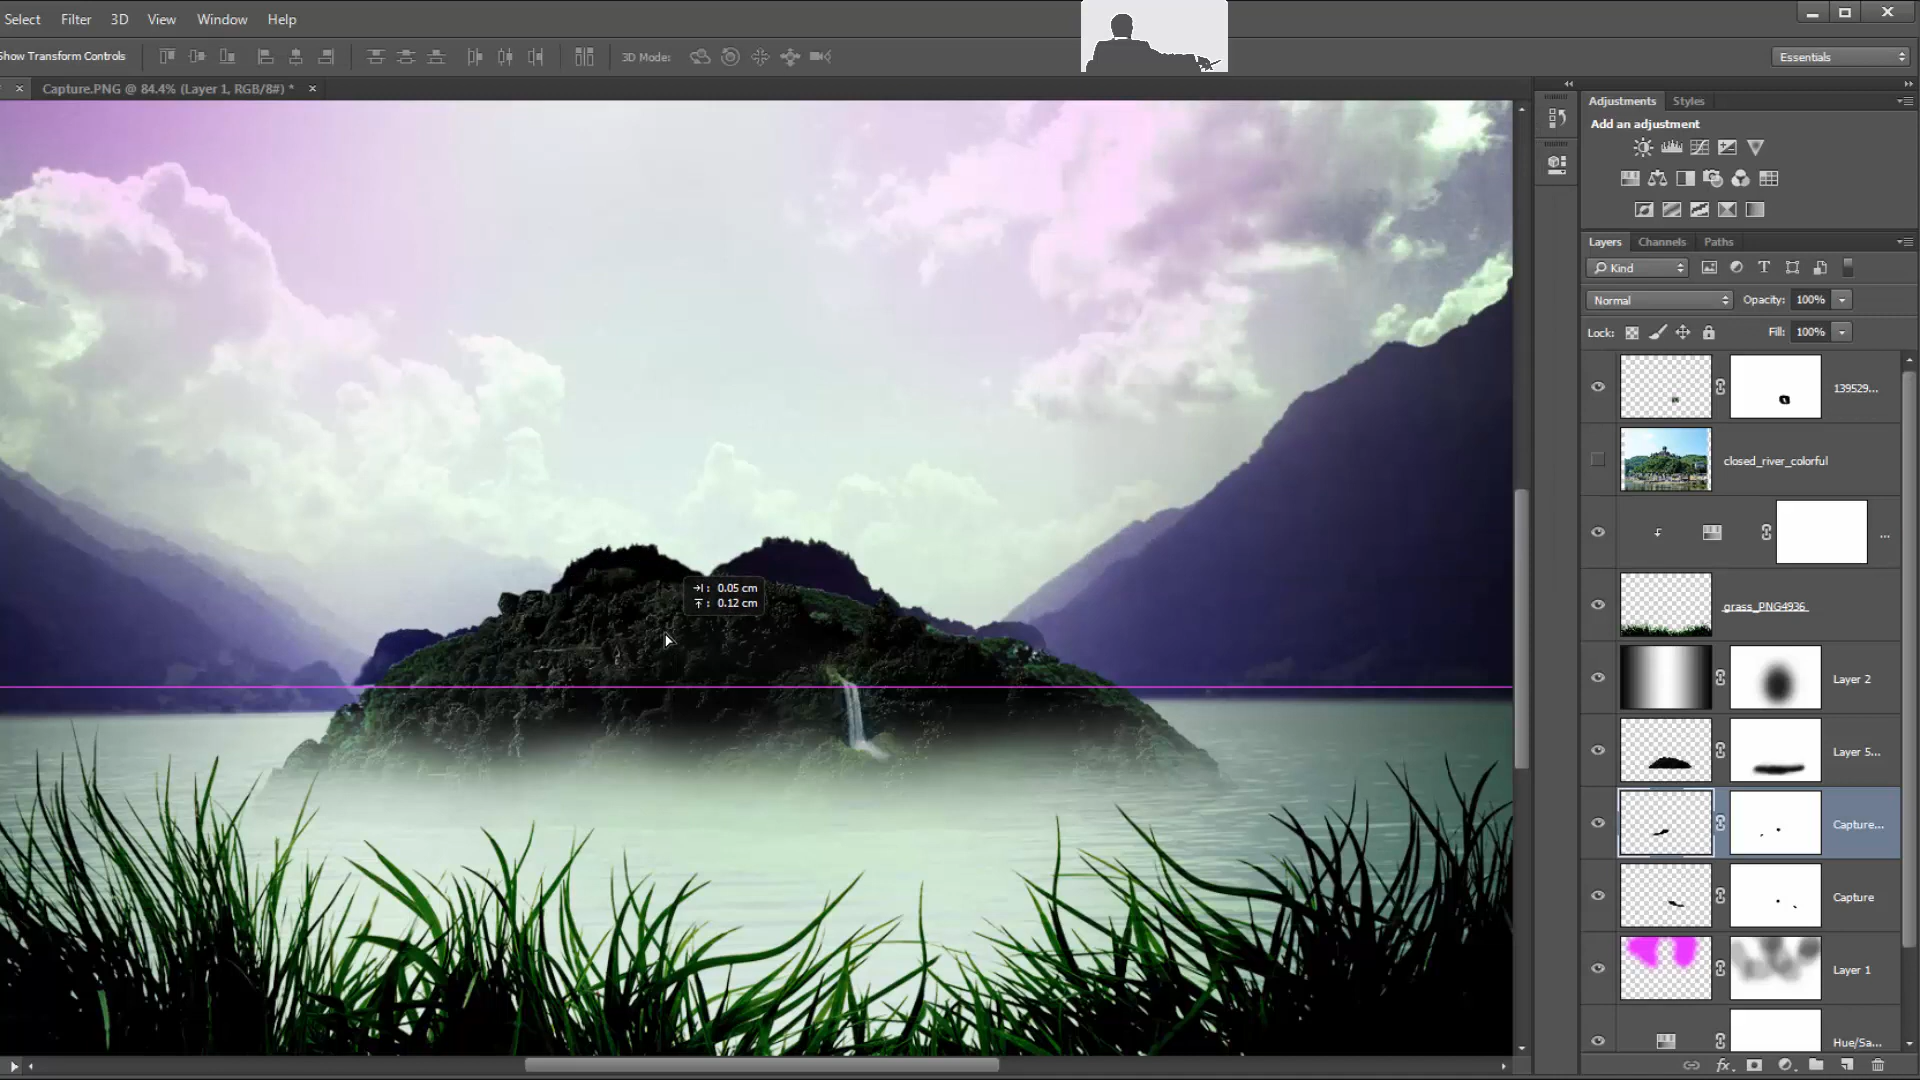 Select Filter 3D View Window Help
Show Transform Controls 3D Mode: Essentials
Capture.PNG @ 84.4% (Layer 1, RGB/8#) *
Adjustments Styles
Add an adjustment
Layers Channels Paths
Kind
Normal Opacity: 100%
Lock: Fill: 100%
139529...
closed_river_colorful
...
grass_PNG4936
Layer 2
Layer 5...
Capture...
Capture
Layer 1
Hue/Sa...
fx
: 0.05 cm
: 0.12 cm